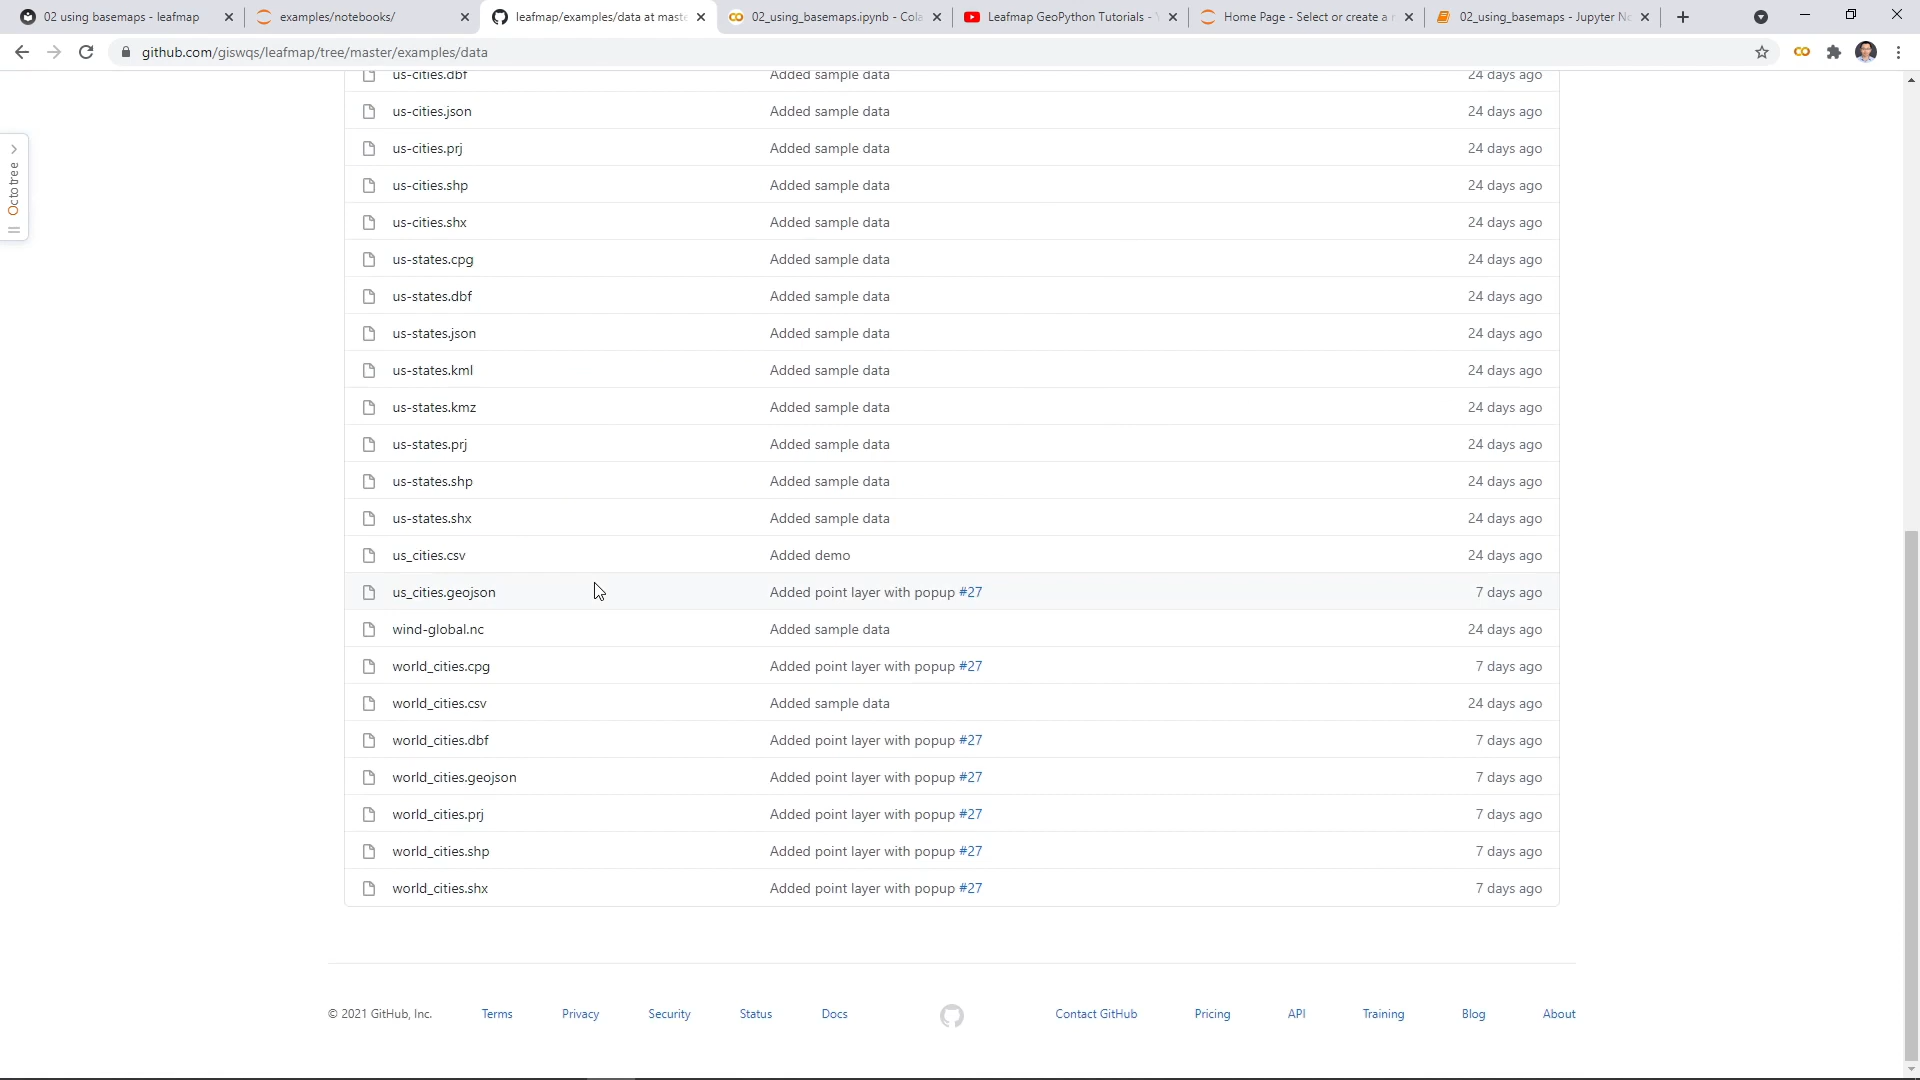 02 using basemaps - leafmap
examples/notebooks/
leafmap/examples/data at maste
02_using_basemaps.ipynb - Cola
Leafmap GeoPython Tutorials - Y
Home Page - Select or create a n
02_using_basemaps - Jupyter No
github.com/giswqs/leafmap/tree/master/examples/data
Octotree
us-cities.dbf Added sample data 24 days ago
us-cities.json Added sample data 24 days ago
us-cities.prj Added sample data 24 days ago
us-cities.shp Added sample data 24 days ago
us-cities.shx Added sample data 24 days ago
us-states.cpg Added sample data 24 days ago
us-states.dbf Added sample data 24 days ago
us-states.json Added sample data 24 days ago
us-states.kml Added sample data 24 days ago
us-states.kmz Added sample data 24 days ago
us-states.prj Added sample data 24 days ago
us-states.shp Added sample data 24 days ago
us-states.shx Added sample data 24 days ago
us_cities.csv Added demo 24 days ago
us_cities.geojson Added point layer with popup #27 7 days ago
wind-global.nc Added sample data 24 days ago
world_cities.cpg Added point layer with popup #27 7 days ago
world_cities.csv Added sample data 24 days ago
world_cities.dbf Added point layer with popup #27 7 days ago
world_cities.geojson Added point layer with popup #27 7 days ago
world_cities.prj Added point layer with popup #27 7 days ago
world_cities.shp Added point layer with popup #27 7 days ago
world_cities.shx Added point layer with popup #27 7 days ago
© 2021 GitHub, Inc. Terms Privacy Security Status Docs Contact GitHub Pricing API Training Blog About